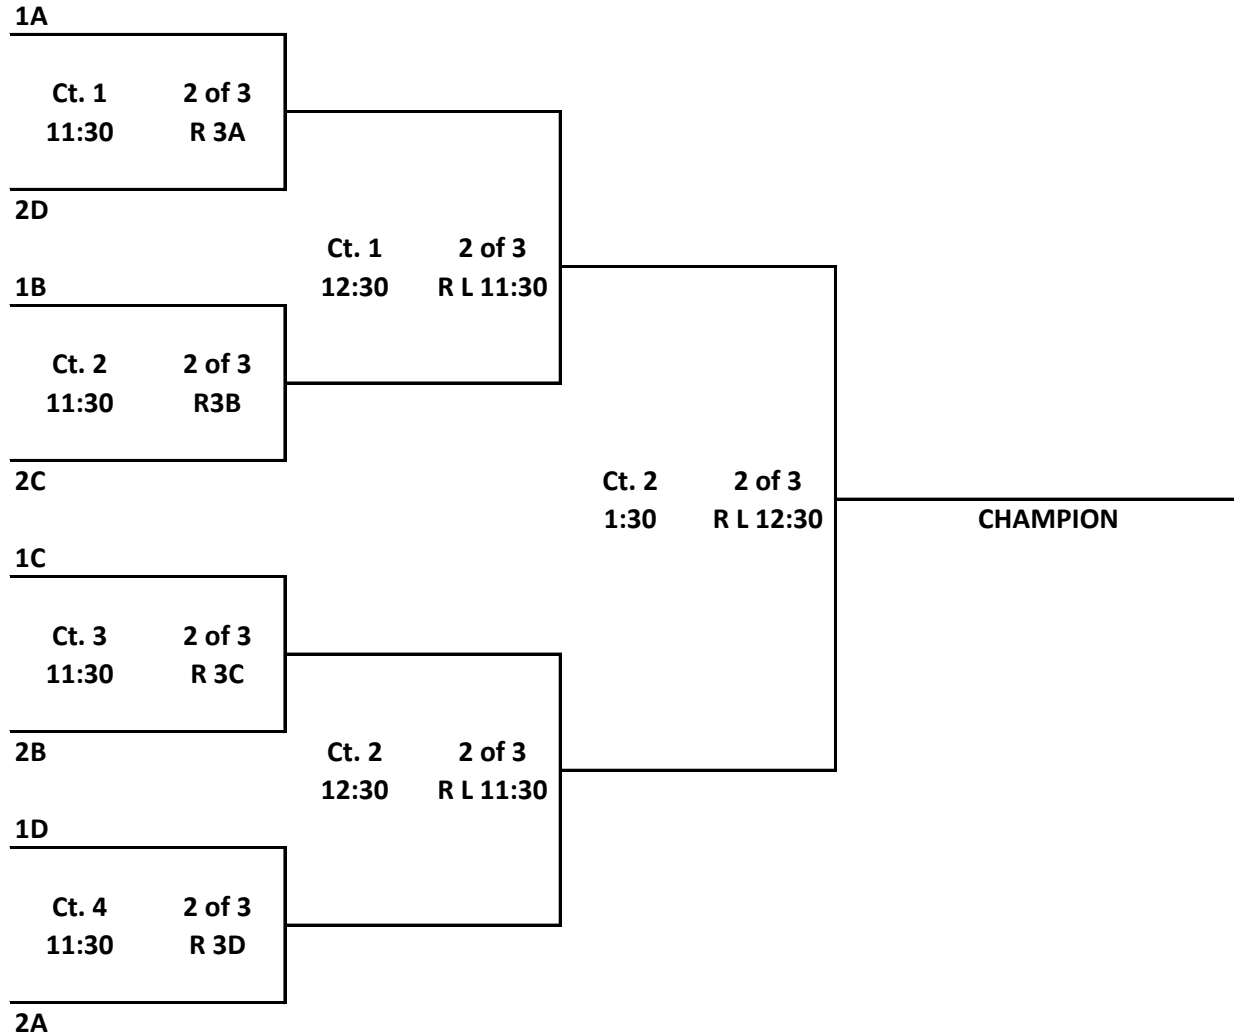 1A
Ct. 1 2 of 3
11:30 R 3A
2D
Ct. 1 2 of 3
12:30 R L 11:30
1B
Ct. 2 2 of 3
11:30 R3B
2C
Ct. 2 2 of 3
1:30 R L 12:30
CHAMPION
1C
Ct. 3 2 of 3
11:30 R 3C
2B
Ct. 2 2 of 3
12:30 R L 11:30
1D
Ct. 4 2 of 3
11:30 R 3D
2A